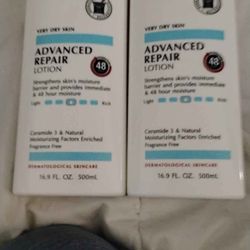 VERY DRY SKIN
ADVANCED
REPAIR
LOTION
48
Strengthens skin's moisture
barrier and provides immediate
& 48 hour moisture
Light
Rich
Ceramide 3 & Natural
Moisturizing Factors Enriched
Fragrance Free
DERMATOLOGICAL SKINCARE
16.9 FL. OZ. 500mL
VERY DRY SKIN
ADVANCED
REPAIR
LOTION
48
Strengthens skin's moisture
barrier and provides immediate
& 48 hour moisture
Light
Rich
Ceramide 3 & Natural
Moisturizing Factors Enriched
Fragrance Free
DERMATOLOGICAL SKINCARE
16.9 FL. OZ. 500mL